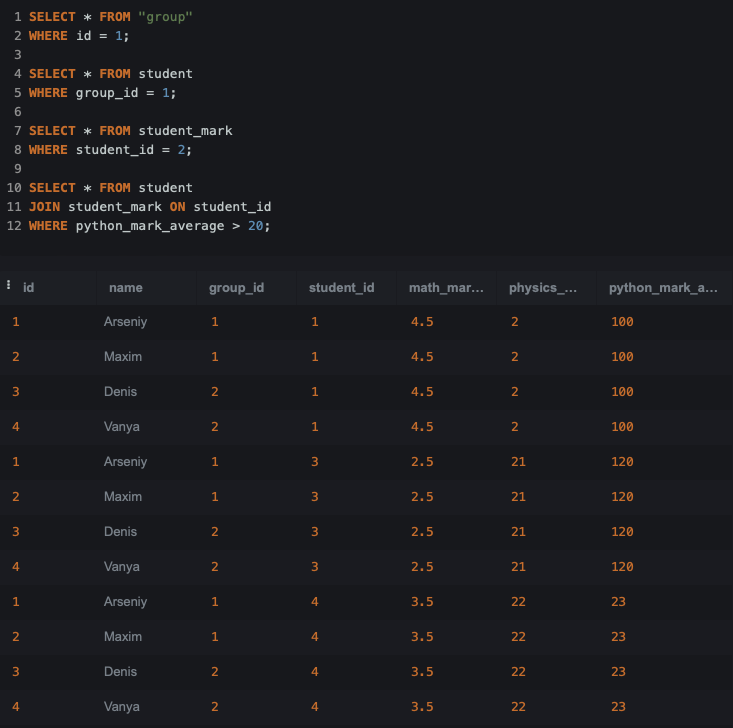 1 SELECT * FROM "group"
2 WHERE id = 1;
3
4 SELECT * FROM student
5 WHERE group_id = 1;
6
7 SELECT * FROM student_mark
8 WHERE student_id = 2;
9
10 SELECT * FROM student
11 JOIN student_mark ON student_id
12 WHERE python_mark_average > 20;
id name group_id student_id math_mar... physics_... python_mark_a...
1 Arseniy 1 1 4.5 2 100
2 Maxim 1 1 4.5 2 100
3 Denis 2 1 4.5 2 100
4 Vanya 2 1 4.5 2 100
1 Arseniy 1 3 2.5 21 120
2 Maxim 1 3 2.5 21 120
3 Denis 2 3 2.5 21 120
4 Vanya 2 3 2.5 21 120
1 Arseniy 1 4 3.5 22 23
2 Maxim 1 4 3.5 22 23
3 Denis 2 4 3.5 22 23
4 Vanya 2 4 3.5 22 23